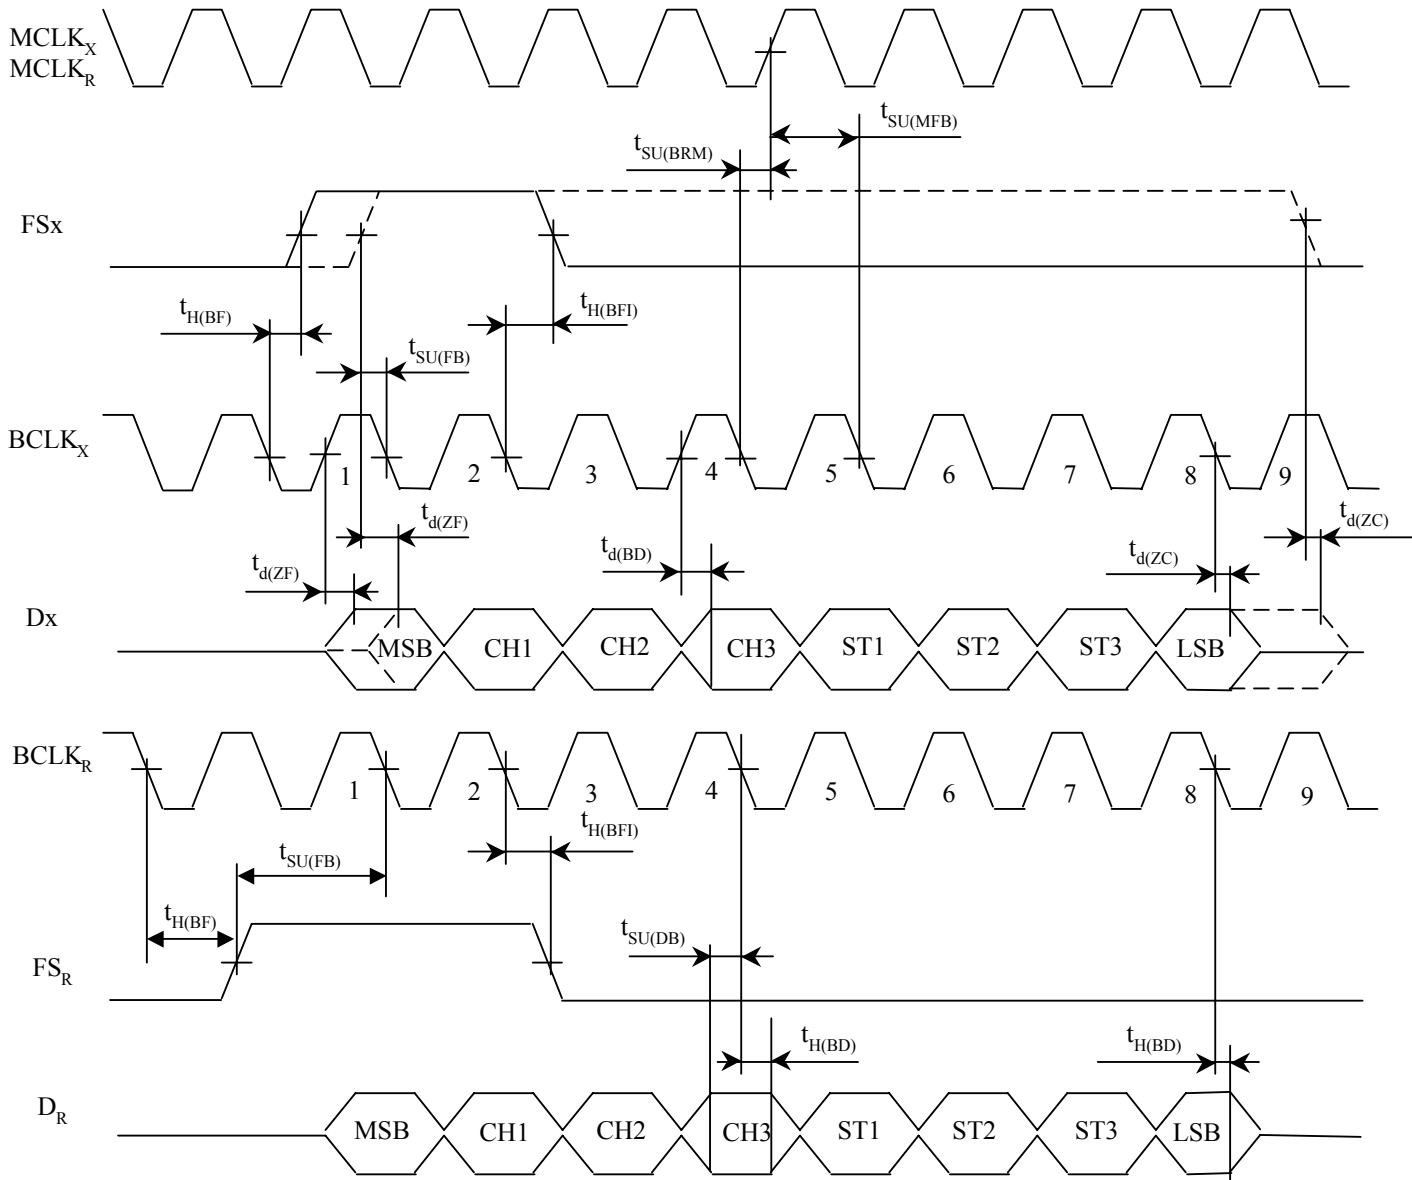 MCLKX
MCLKR
tSU(MFB)
tSU(BRM)
FSx
tH(BF)
tH(BFI)
tSU(FB)
BCLKX
1 2 3 4 5 6 7 8 9
td(ZF)
td(ZC)
td(BD)
td(ZC)
td(ZF)
Dx
MSB CH1 CH2 CH3 ST1 ST2 ST3 LSB
BCLKR
1 2 3 4 5 6 7 8 9
tH(BFI)
tSU(FB)
tH(BF)
tSU(DB)
FSR
tH(BD)
tH(BD)
DR
MSB CH1 CH2 CH3 ST1 ST2 ST3 LSB